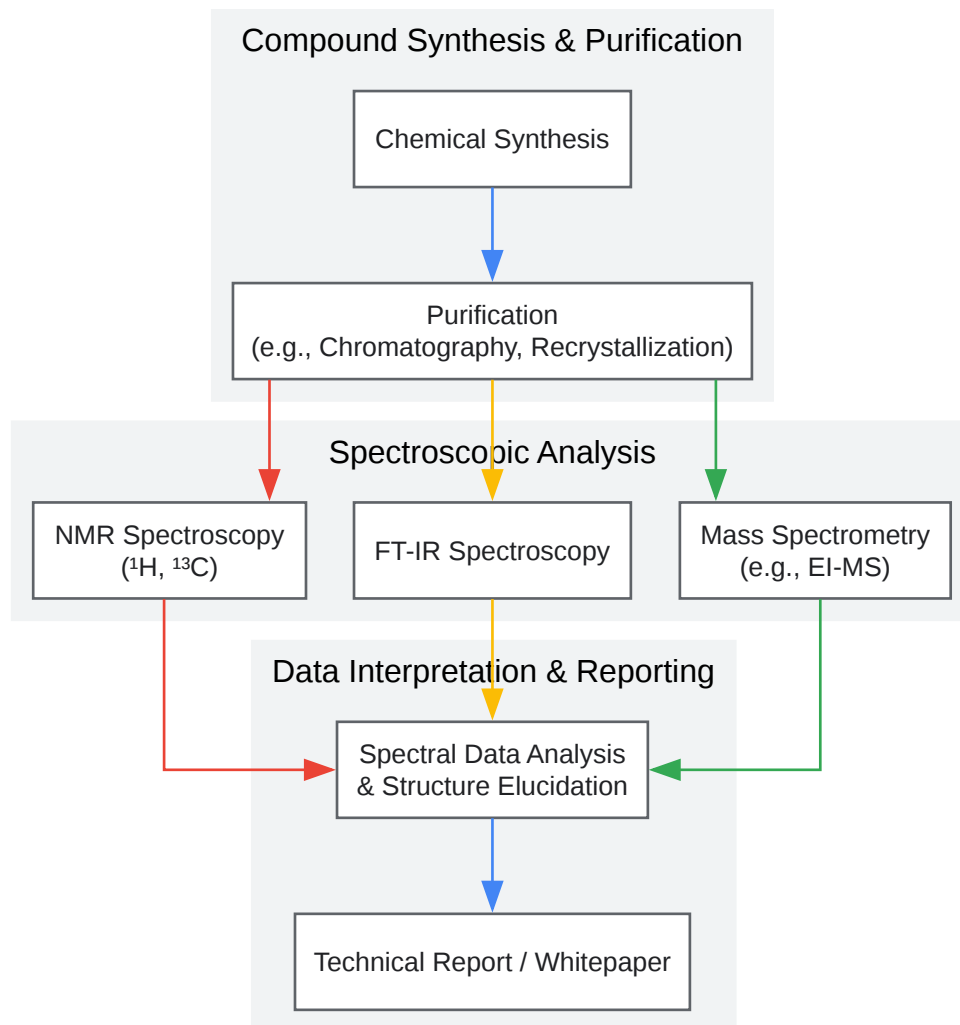 Compound Synthesis & Purification
Chemical Synthesis
Purification
(e.g., Chromatography, Recrystallization)
Spectroscopic Analysis
NMR Spectroscopy
(¹H, ¹³C)
FT-IR Spectroscopy
Mass Spectrometry
(e.g., EI-MS)
Data Interpretation & Reporting
Spectral Data Analysis
& Structure Elucidation
Technical Report / Whitepaper